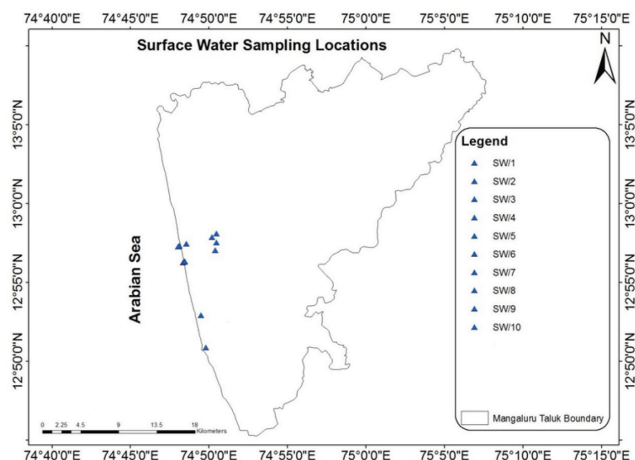 74°40'0"E 74°45'0"E 74°50'0"E 74°55'0"E 75°0'0"E 75°5'0"E 75°10'0"E 75°15'0"E
Surface Water Sampling Locations
N
13°5'0"N 13°5'0"N
13°0'0"N 13°0'0"N
12°55'0"N 12°55'0"N
12°50'0"N 12°50'0"N
Arabian Sea
Legend
SW/1
SW/2
SW/3
SW/4
SW/5
SW/6
SW/7
SW/8
SW/9
SW/10
Mangaluru Taluk Boundary
0 2.25 4.5 9 13.5 18
Kilometers
74°40'0"E 74°45'0"E 74°50'0"E 74°55'0"E 75°0'0"E 75°5'0"E 75°10'0"E 75°15'0"E